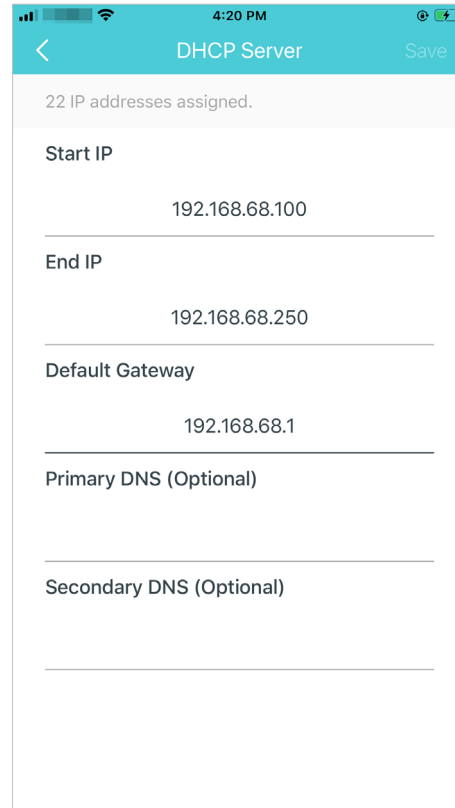 4:20 PM
DHCP Server
Save
22 IP addresses assigned.
Start IP
192.168.68.100
End IP
192.168.68.250
Default Gateway
192.168.68.1
Primary DNS (Optional)
Secondary DNS (Optional)